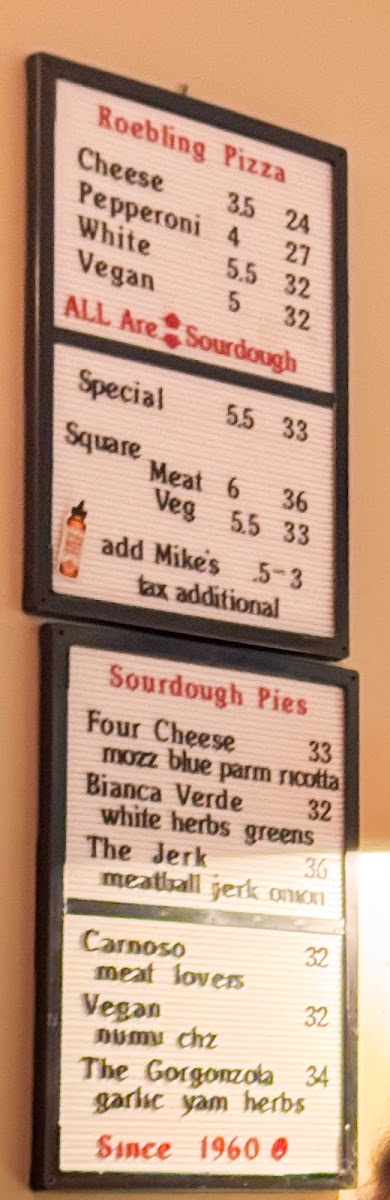 Roebling Pizza
Cheese 3.5 24
Pepperoni 4 27
White 5.5 32
Vegan 5 32
ALL Are Sourdough
Special 5.5 33
Square
Meat 6 36
Veg 5.5 33
add Mike's .5-3
tax additional
Sourdough Pies
Four Cheese 33
mozz blue parm ricotta
Bianca Verde 32
white herbs greens
The Jerk 36
meatball jerk onion
Carnoso 32
meat lovers
Vegan 32
numu chz
The Gorgonzola 34
garlic yam herbs
Since 1960